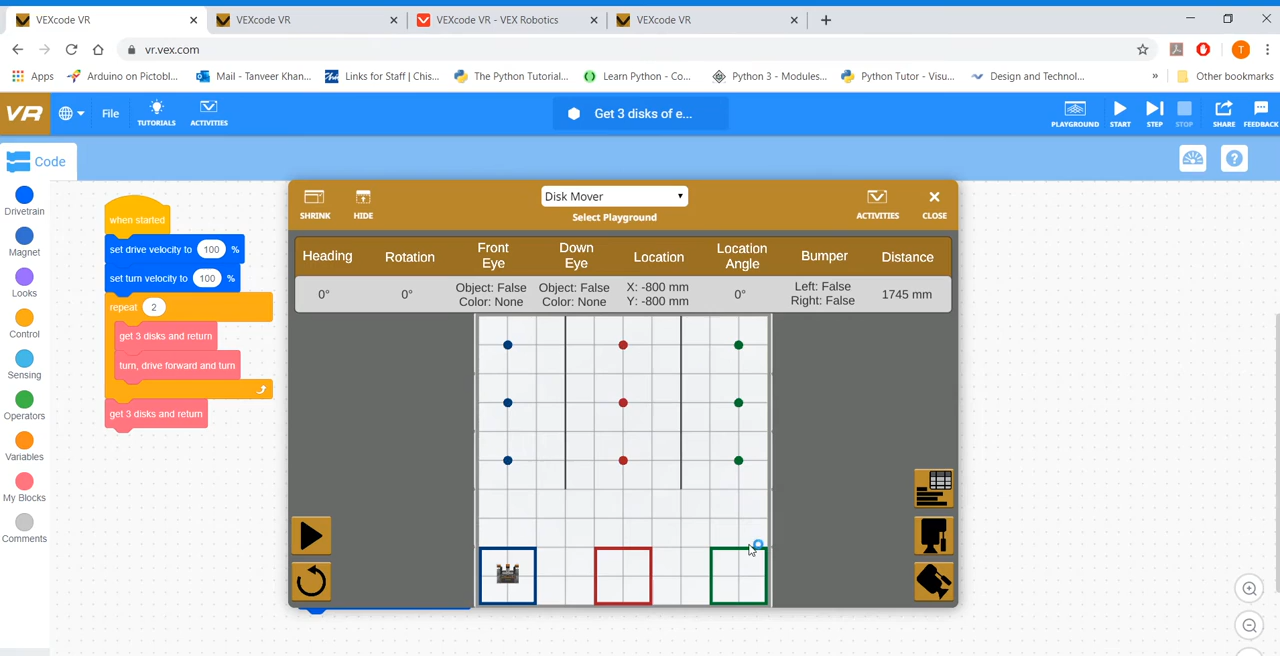 VEXcode VR
VEXcode VR
VEXcode VR - VEX Robotics
VEXcode VR
vr.vex.com
T
Apps
Arduino on Pictobl...
Mail - Tanveer Khan...
Links for Staff | Chis...
The Python Tutorial...
Learn Python - Co...
Python 3 - Modules...
Python Tutor - Visu...
Design and Technol...
»
Other bookmarks
VR
File
TUTORIALS
ACTIVITIES
Get 3 disks of e...
PLAYGROUND
START
STEP
STOP
SHARE
FEEDBACK
Code
?
Drivetrain
Magnet
Looks
Control
Sensing
Operators
Variables
My Blocks
Comments
when started
set drive velocity to 100 %
set turn velocity to 100 %
repeat 2
get 3 disks and return
turn, drive forward and turn
get 3 disks and return
SHRINK
HIDE
Disk Mover
Select Playground
ACTIVITIES
CLOSE
Heading
Rotation
Front
Eye
Down
Eye
Location
Location
Angle
Bumper
Distance
0°
0°
Object: False
Color: None
Object: False
Color: None
X: -800 mm
Y: -800 mm
0°
Left: False
Right: False
1745 mm